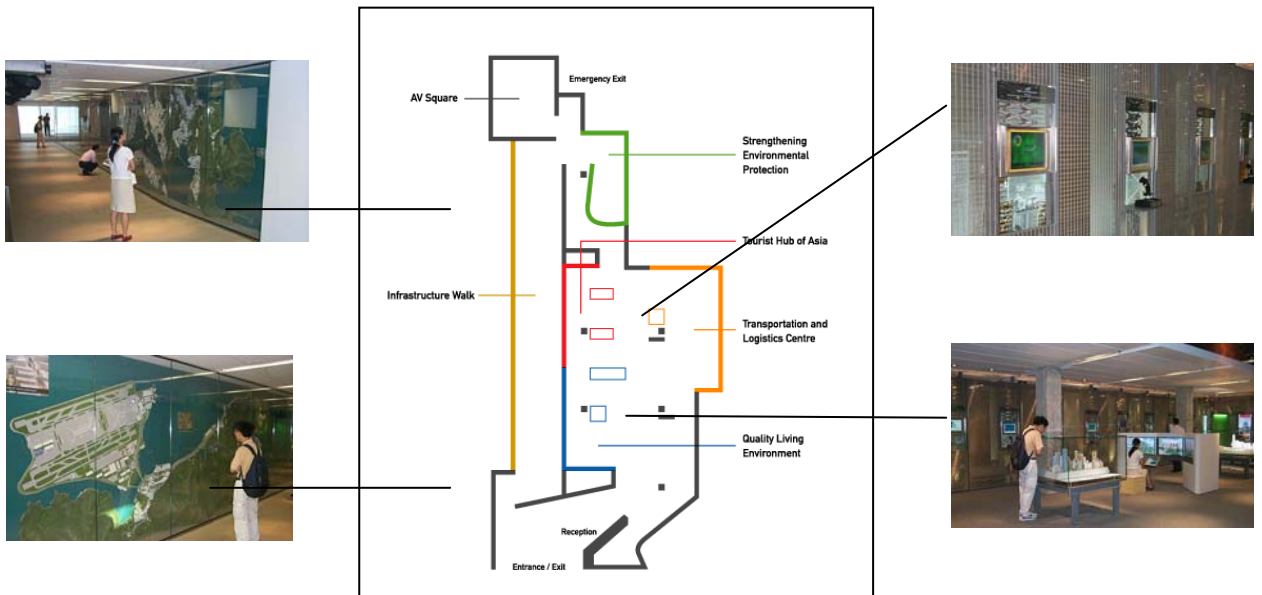 Emergency Exit
AV Square
Strengthening
Environmental
Protection
Tourist Hub of Asia
Infrastructure Walk
Transportation and
Logistics Centre
Quality Living
Environment
Reception
Entrance / Exit